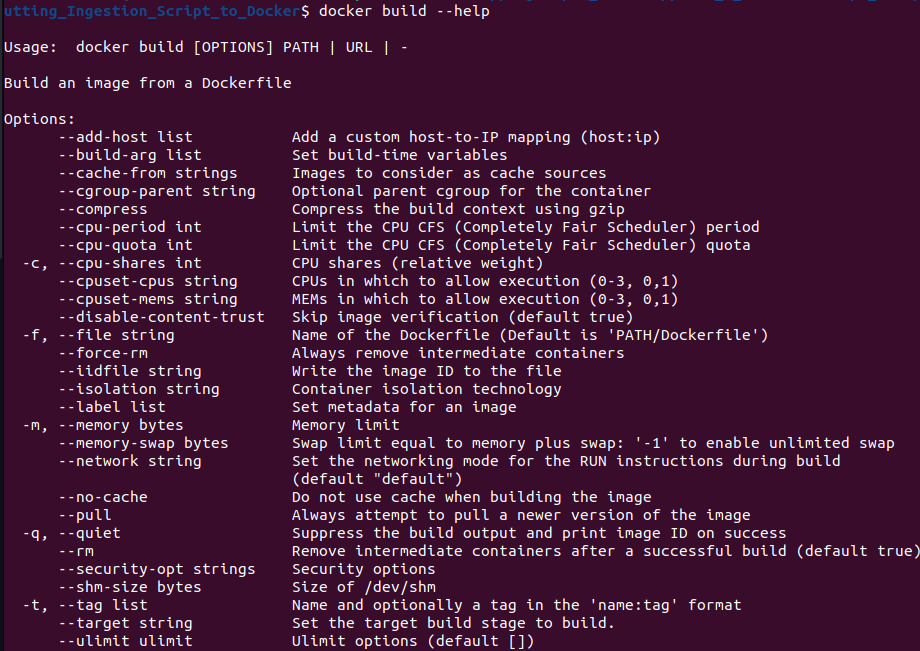 utting_Ingestion_Script_to_Docker$ docker build --help
Usage:  docker build [OPTIONS] PATH | URL | -
Build an image from a Dockerfile
Options:
      --add-host list           Add a custom host-to-IP mapping (host:ip)
      --build-arg list          Set build-time variables
      --cache-from strings      Images to consider as cache sources
      --cgroup-parent string    Optional parent cgroup for the container
      --compress                Compress the build context using gzip
      --cpu-period int          Limit the CPU CFS (Completely Fair Scheduler) period
      --cpu-quota int           Limit the CPU CFS (Completely Fair Scheduler) quota
  -c, --cpu-shares int          CPU shares (relative weight)
      --cpuset-cpus string      CPUs in which to allow execution (0-3, 0,1)
      --cpuset-mems string      MEMs in which to allow execution (0-3, 0,1)
      --disable-content-trust   Skip image verification (default true)
  -f, --file string             Name of the Dockerfile (Default is 'PATH/Dockerfile')
      --force-rm                Always remove intermediate containers
      --iidfile string          Write the image ID to the file
      --isolation string        Container isolation technology
      --label list              Set metadata for an image
  -m, --memory bytes            Memory limit
      --memory-swap bytes       Swap limit equal to memory plus swap: '-1' to enable unlimited swap
      --network string          Set the networking mode for the RUN instructions during build
                                (default "default")
      --no-cache                Do not use cache when building the image
      --pull                    Always attempt to pull a newer version of the image
  -q, --quiet                   Suppress the build output and print image ID on success
      --rm                      Remove intermediate containers after a successful build (default true)
      --security-opt strings    Security options
      --shm-size bytes          Size of /dev/shm
  -t, --tag list                Name and optionally a tag in the 'name:tag' format
      --target string           Set the target build stage to build.
      --ulimit ulimit           Ulimit options (default [])